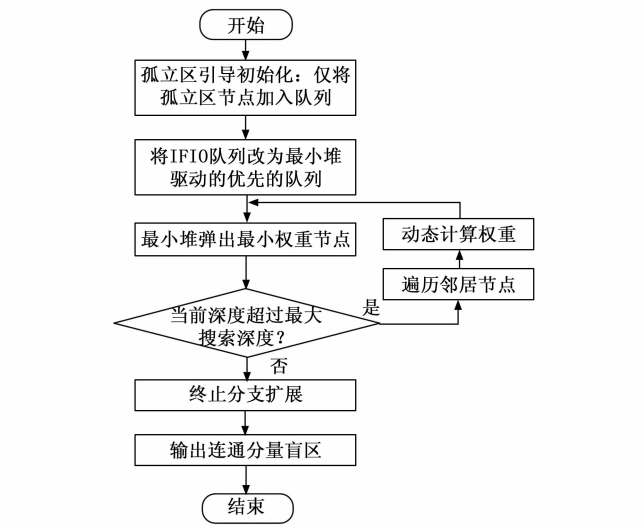 开始
孤立区引导初始化：仅将
孤立区节点加入队列
将IFIO队列改为最小堆
驱动的优先的队列
最小堆弹出最小权重节点
动态计算权重
遍历邻居节点
当前深度超过最大
搜索深度？
是
否
终止分支扩展
输出连通分量盲区
结束